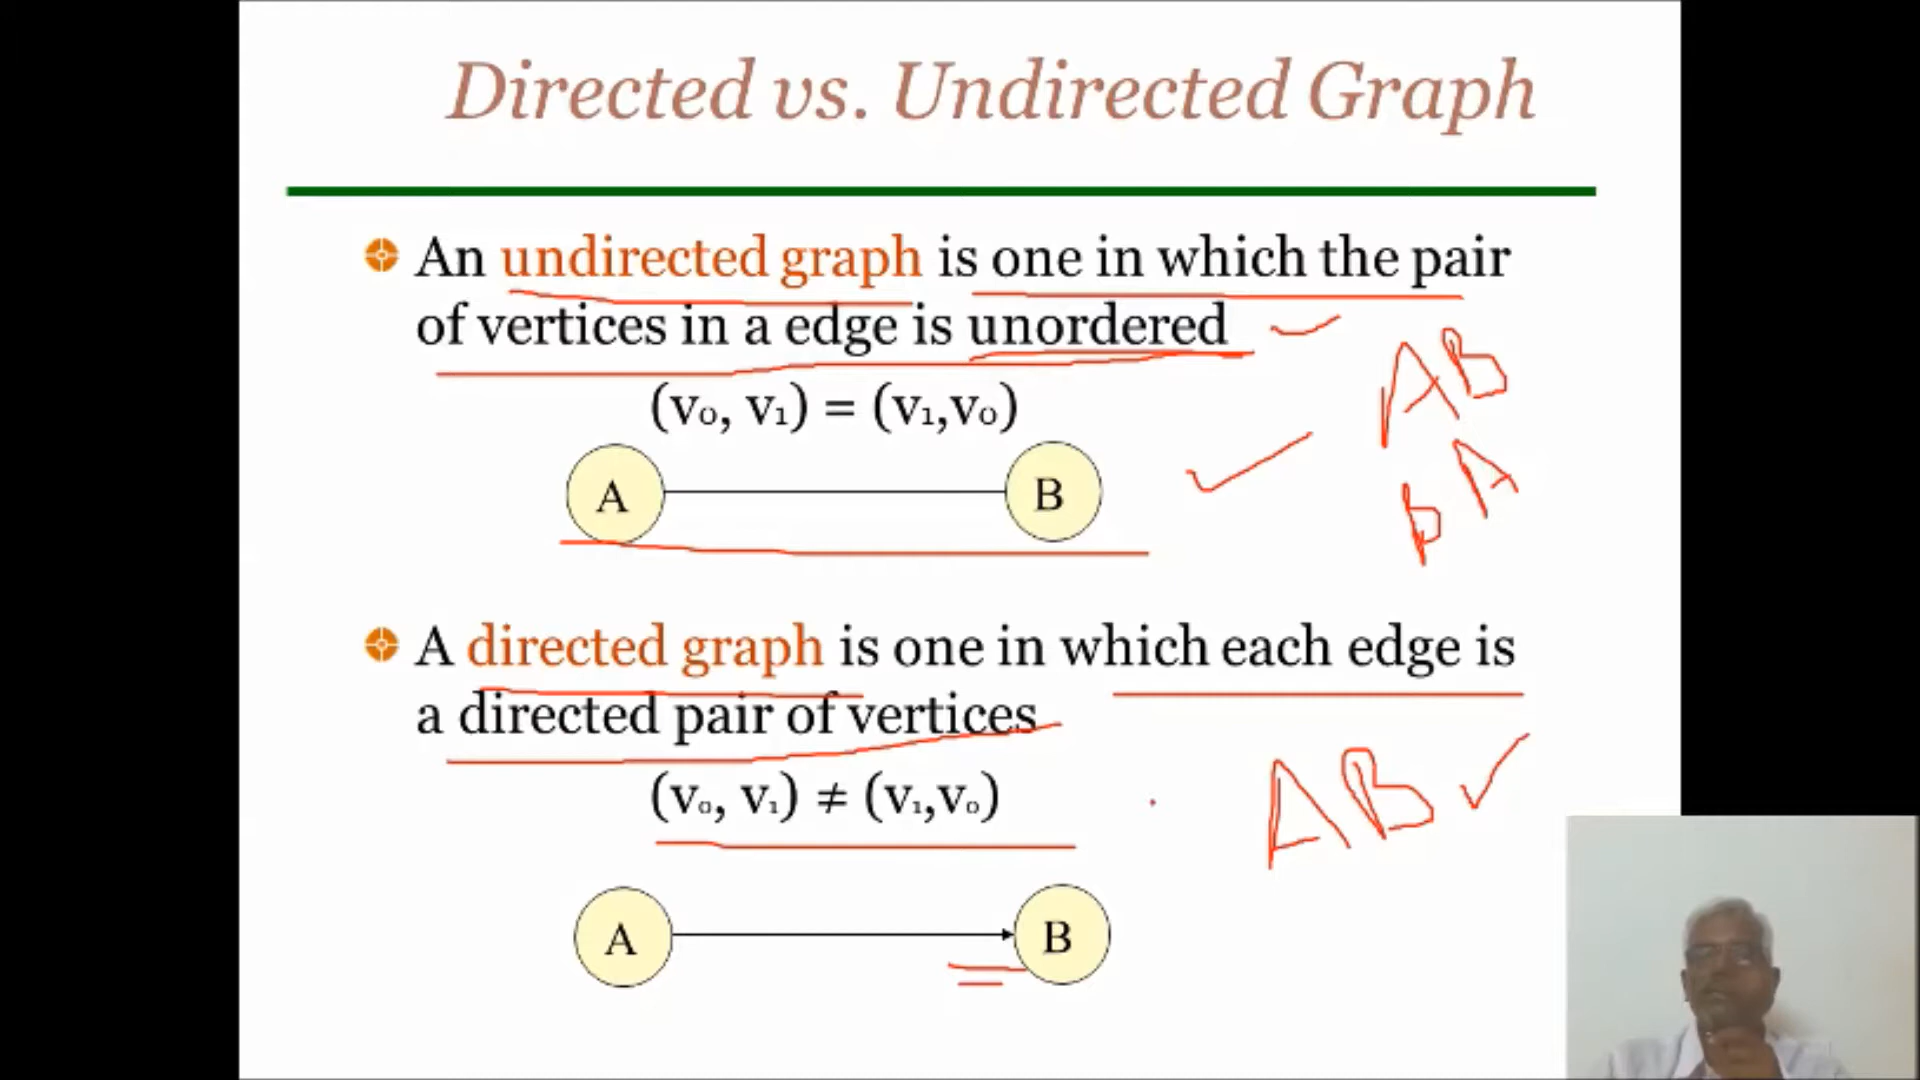 Directed vs. Undirected Graph
An undirected graph is one in which the pair
of vertices in a edge is unordered
(v₀, v₁) = (v₁,v₀)
A B
AB
BA
A directed graph is one in which each edge is
a directed pair of vertices
(v₀, v₁) ≠ (v₁,v₀)
AB
A B